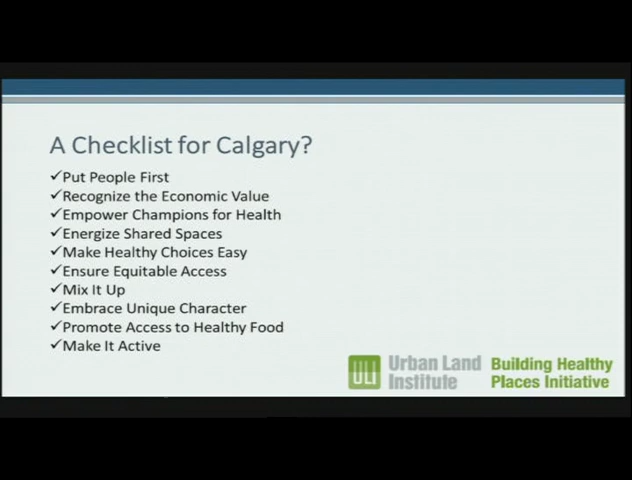 A Checklist for Calgary?
✓Put People First
✓Recognize the Economic Value
✓Empower Champions for Health
✓Energize Shared Spaces
✓Make Healthy Choices Easy
✓Ensure Equitable Access
✓Mix It Up
✓Embrace Unique Character
✓Promote Access to Healthy Food
✓Make It Active
ULI
Urban Land
Institute
Building Healthy
Places Initiative